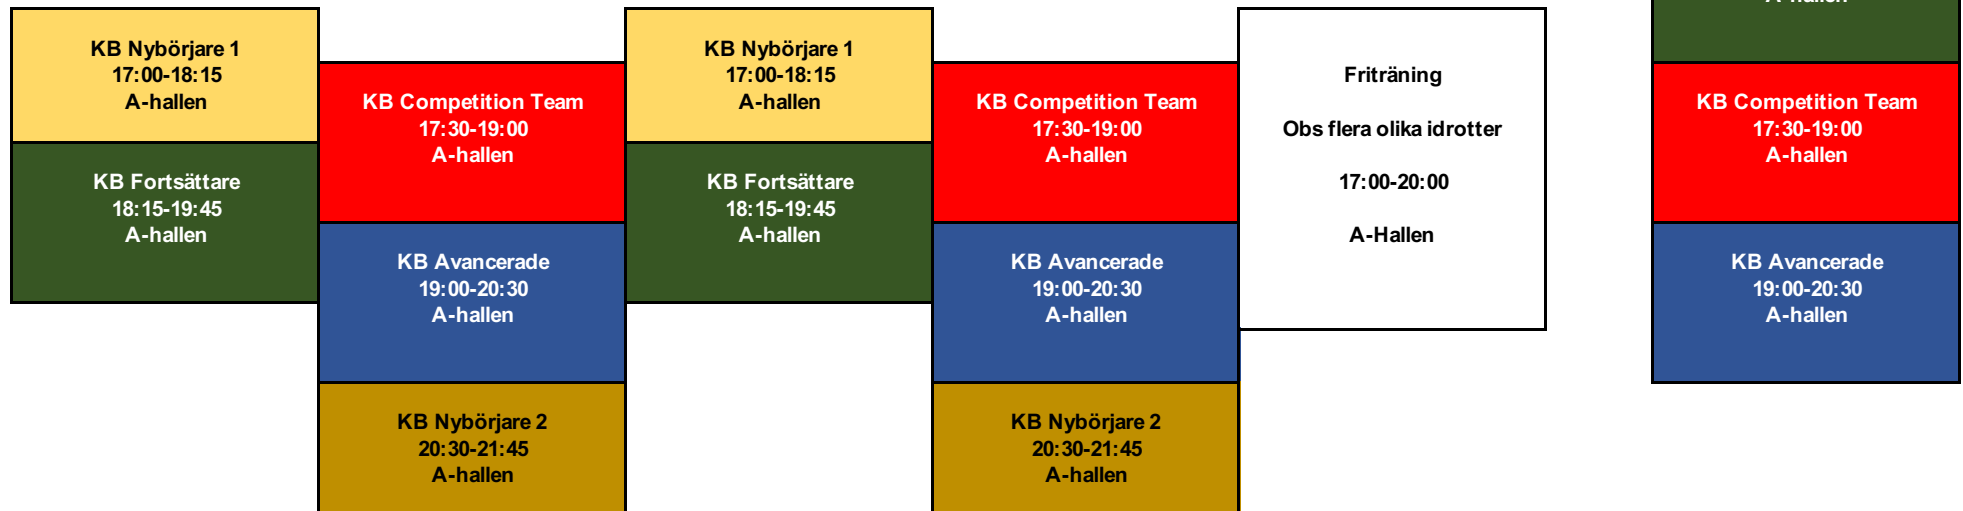 KB Nybörjare 1
17:00-18:15
A-hallen
KB Fortsättare
18:15-19:45
A-hallen
KB Competition Team
17:30-19:00
A-hallen
KB Avancerade
19:00-20:30
A-hallen
KB Nybörjare 2
20:30-21:45
A-hallen
KB Nybörjare 1
17:00-18:15
A-hallen
KB Fortsättare
18:15-19:45
A-hallen
KB Competition Team
17:30-19:00
A-hallen
KB Avancerade
19:00-20:30
A-hallen
KB Nybörjare 2
20:30-21:45
A-hallen
Friträning
Obs flera olika idrotter
17:00-20:00
A-Hallen
A-hallen
KB Competition Team
17:30-19:00
A-hallen
KB Avancerade
19:00-20:30
A-hallen